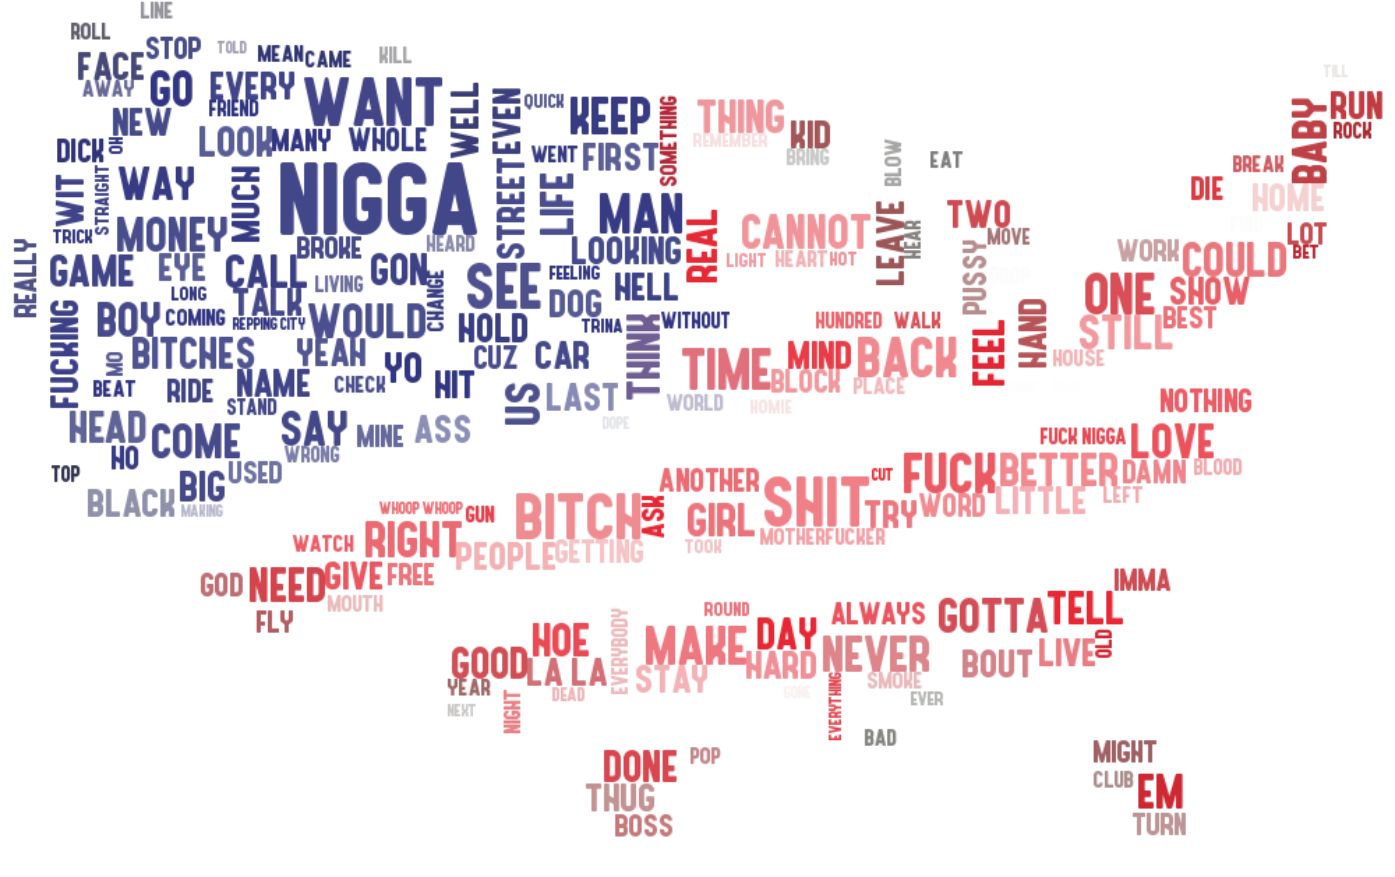 LINE
ROLL
STOP
TOLD
MEAN
CAME
KILL
FACE
AWAY
GO
EVERY
FRIEND
WANT
WELL
EVEN
QUICK
KEEP
SOMETHING
THING
REMEMBER
KID
BRING
BLOW
EAT
TILL
RUN
ROCK
BABY
NEW
LOOK
MANY
WHOLE
DICK
OH
WENT
FIRST
BREAK
DIE
HOME
TWIT
STRAIGHT
WAY
MUCH
NIGGA
STREET
LIFE
MAN
REAL
CANNOT
LEAVE
HEAR
TWO
MOVE
PUSSY
LOT
BET
TRICK
MONEY
BROKE
HEARD
LOOKING
LIGHT
HEART
HOT
WORK
COULD
REALLY
GAME
EYE
CALL
LIVING
GON
CHANGE
SEE
FEELING
HELL
DOG
ONE
SHOW
LONG
TALK
FUCKING
BOY
COMING
REPPING CITY
WOULD
HOLD
TRINA
THINK
WITHOUT
HUNDRED
WALK
FEEL
HAND
STILL
BEST
MO
BITCHES
YEAH
YO
CUZ
CAR
TIME
MIND
BACK
HOUSE
BEAT
RIDE
NAME
CHECK
HIT
US
LAST
BLOCK
PLACE
STAND
WORLD
HOMIE
DOPE
NOTHING
HEAD
COME
SAY
MINE
ASS
FUCK NIGGA
LOVE
HO
WRONG
TOP
BIG
USED
ANOTHER
CUT
FUCK
BETTER
DAMN
BLOOD
BLACK
MAKING
WHOOP WHOOP
GUN
BITCH
ASK
GIRL
SHIT
TRY
WORD
LITTLE
LEFT
WATCH
RIGHT
PEOPLE
GETTING
TOOK
MOTHERFUCKER
GOD
NEED
GIVE
FREE
IMMA
MOUTH
FLY
ROUND
ALWAYS
GOTTA
TELL
HOE
EVERYBODY
MAKE
DAY
NEVER
OLD
GOOD
LA LA
STAY
HARD
BOUT
LIVE
YEAR
DEAD
GONE
SMOKE
NEXT
NIGHT
EVERYTHING
EVER
BAD
DONE
POP
MIGHT
THUG
CLUB
EM
BOSS
TURN